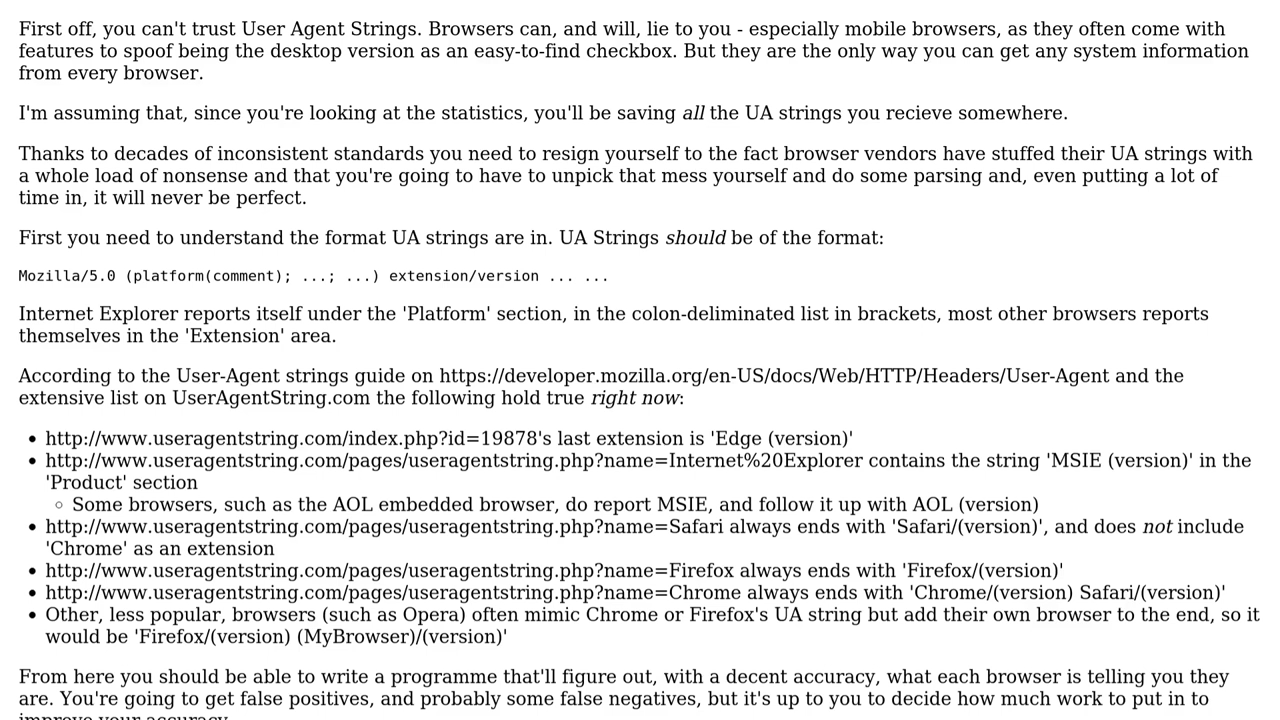 First off, you can't trust User Agent Strings. Browsers can, and will, lie to you - especially mobile browsers, as they often come with
features to spoof being the desktop version as an easy-to-find checkbox. But they are the only way you can get any system information
from every browser.
I'm assuming that, since you're looking at the statistics, you'll be saving all the UA strings you recieve somewhere.
Thanks to decades of inconsistent standards you need to resign yourself to the fact browser vendors have stuffed their UA strings with
a whole load of nonsense and that you're going to have to unpick that mess yourself and do some parsing and, even putting a lot of
time in, it will never be perfect.
First you need to understand the format UA strings are in. UA Strings should be of the format:
Mozilla/5.0 (platform(comment); ...; ...) extension/version ... ...
Internet Explorer reports itself under the 'Platform' section, in the colon-deliminated list in brackets, most other browsers reports
themselves in the 'Extension' area.
According to the User-Agent strings guide on https://developer.mozilla.org/en-US/docs/Web/HTTP/Headers/User-Agent and the
extensive list on UserAgentString.com the following hold true right now:
• http://www.useragentstring.com/index.php?id=19878's last extension is 'Edge (version)'
• http://www.useragentstring.com/pages/useragentstring.php?name=Internet%20Explorer contains the string 'MSIE (version)' in the
'Product' section
◦ Some browsers, such as the AOL embedded browser, do report MSIE, and follow it up with AOL (version)
• http://www.useragentstring.com/pages/useragentstring.php?name=Safari always ends with 'Safari/(version)', and does not include
'Chrome' as an extension
• http://www.useragentstring.com/pages/useragentstring.php?name=Firefox always ends with 'Firefox/(version)'
• http://www.useragentstring.com/pages/useragentstring.php?name=Chrome always ends with 'Chrome/(version) Safari/(version)'
• Other, less popular, browsers (such as Opera) often mimic Chrome or Firefox's UA string but add their own browser to the end, so it
would be 'Firefox/(version) (MyBrowser)/(version)'
From here you should be able to write a programme that'll figure out, with a decent accuracy, what each browser is telling you they
are. You're going to get false positives, and probably some false negatives, but it's up to you to decide how much work to put in to
improve your accuracy.